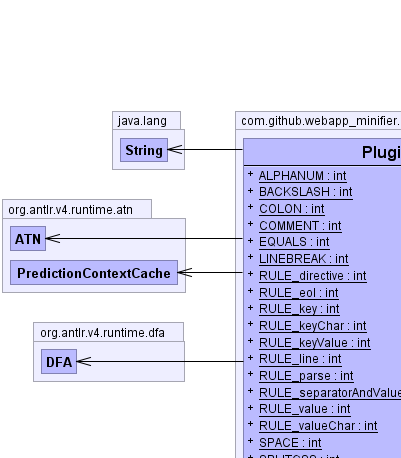 java.lang
String
org.antlr.v4.runtime.atn
ATN
PredictionContextCache
org.antlr.v4.runtime.dfa
DFA
com.github.webapp_minifier.
Plugi
+ ALPHANUM : int
+ BACKSLASH : int
+ COLON : int
+ COMMENT : int
+ EQUALS : int
+ LINEBREAK : int
+ RULE_directive : int
+ RULE_eol : int
+ RULE_key : int
+ RULE_keyChar : int
+ RULE_keyValue : int
+ RULE_line : int
+ RULE_parse : int
+ RULE_separatorAndValue
+ RULE_value : int
+ RULE_valueChar : int
+ SPACE : int